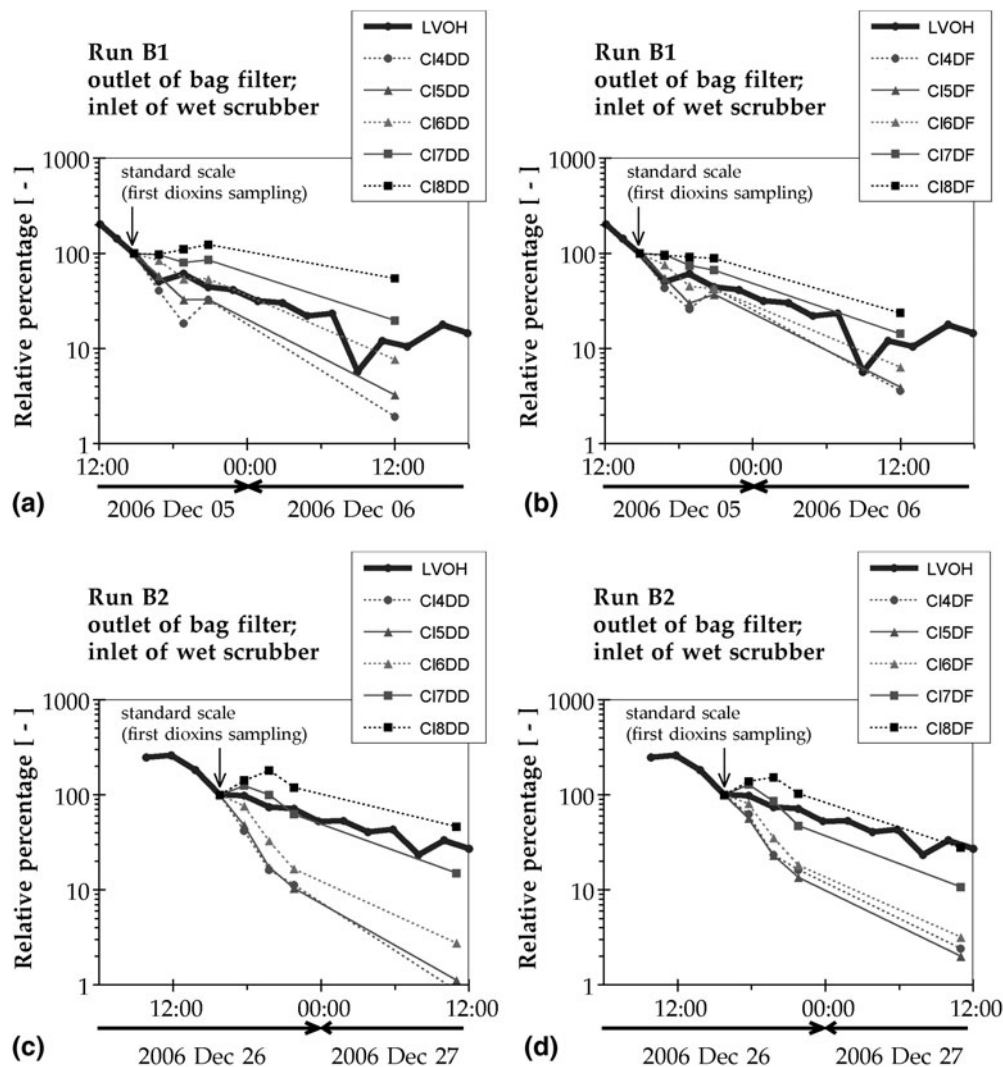 Run B1
outlet of bag filter;
inlet of wet scrubber
LVOH
Cl4DD
Cl5DD
Cl6DD
Cl7DD
Cl8DD
standard scale
(first dioxins sampling)
Relative percentage [ - ]
1000
100
10
1
12:00 00:00 12:00
2006 Dec 05 2006 Dec 06
(a)
Run B1
outlet of bag filter;
inlet of wet scrubber
LVOH
Cl4DF
Cl5DF
Cl6DF
Cl7DF
Cl8DF
standard scale
(first dioxins sampling)
Relative percentage [ - ]
1000
100
10
1
12:00 00:00 12:00
2006 Dec 05 2006 Dec 06
(b)
Run B2
outlet of bag filter;
inlet of wet scrubber
LVOH
Cl4DD
Cl5DD
Cl6DD
Cl7DD
Cl8DD
standard scale
(first dioxins sampling)
Relative percentage [ - ]
1000
100
10
1
12:00 00:00 12:00
2006 Dec 26 2006 Dec 27
(c)
Run B2
outlet of bag filter;
inlet of wet scrubber
LVOH
Cl4DF
Cl5DF
Cl6DF
Cl7DF
Cl8DF
standard scale
(first dioxins sampling)
Relative percentage [ - ]
1000
100
10
1
12:00 00:00 12:00
2006 Dec 26 2006 Dec 27
(d)